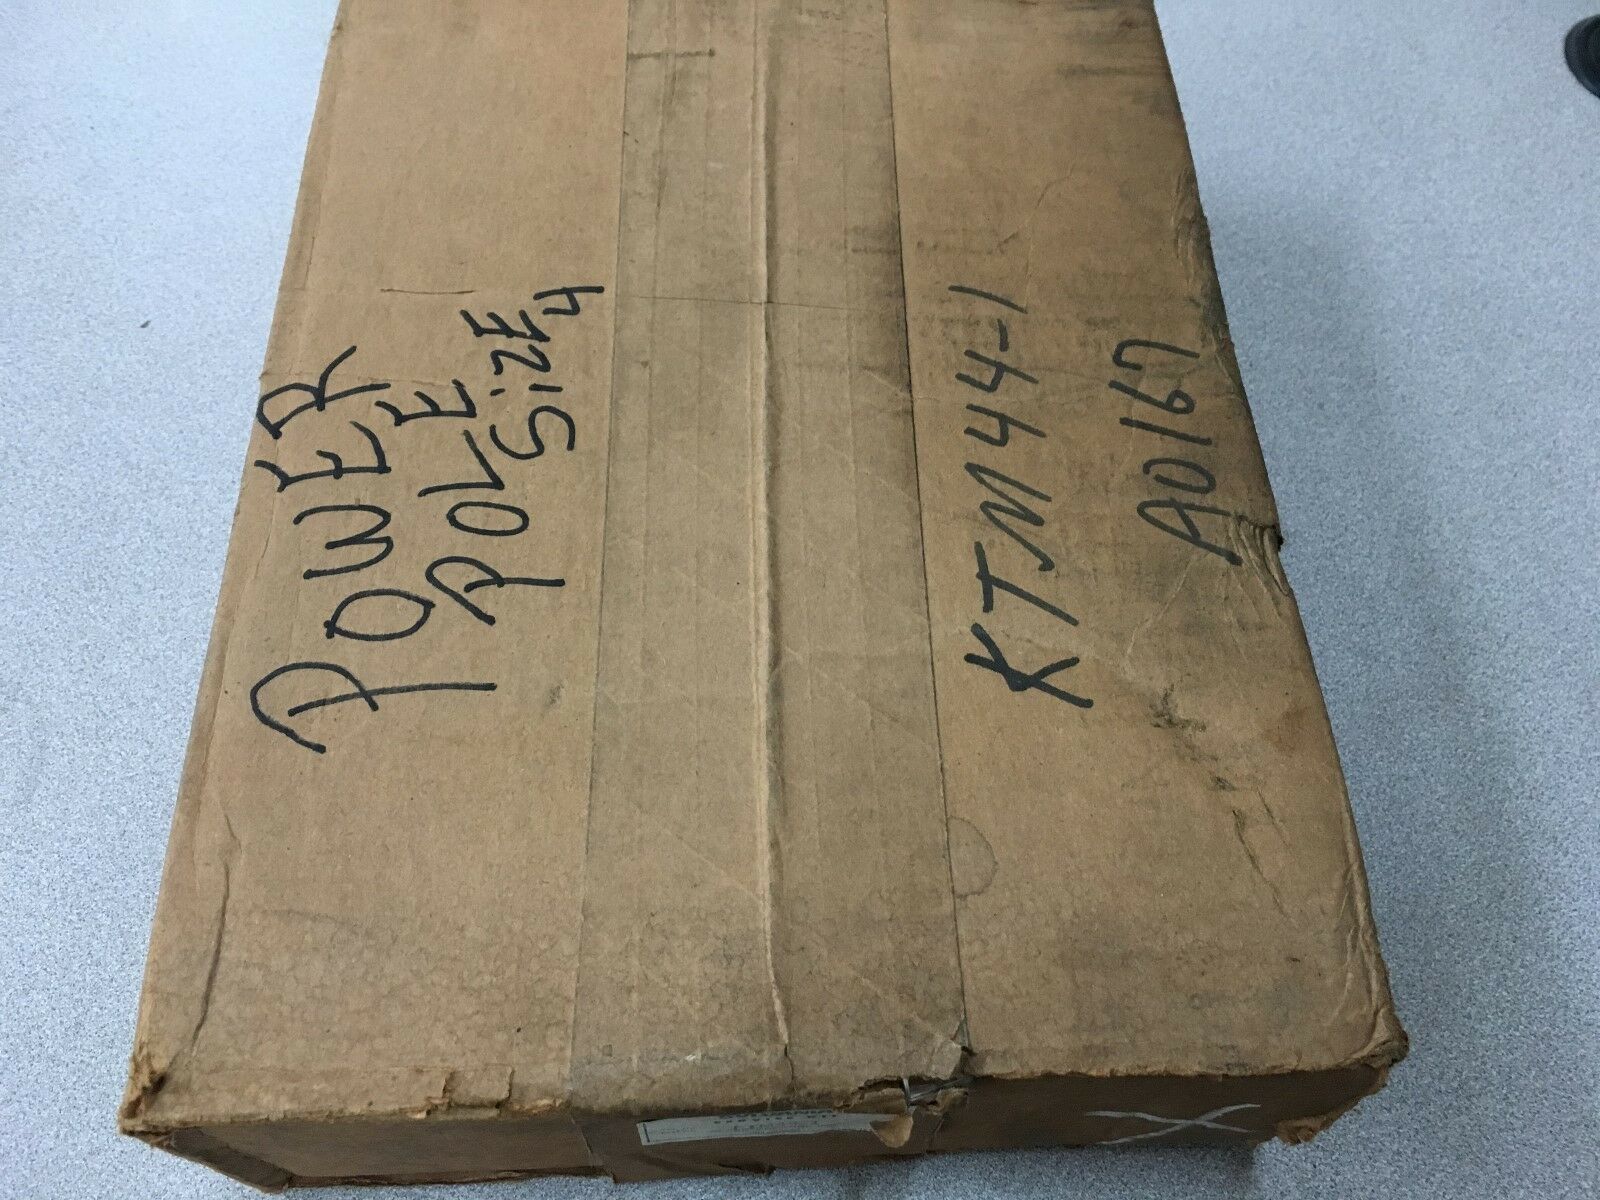 POWER
POLE
SiZE 4
KTM44-1
A0167
X